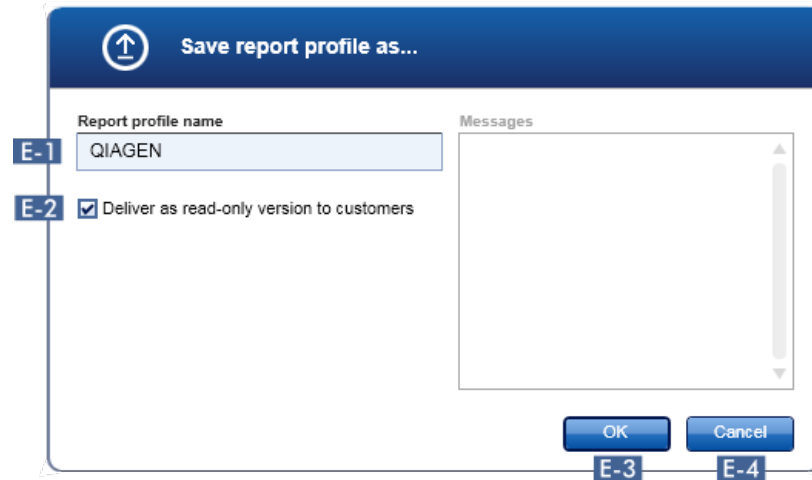 Save report profile as...
Report profile name
Messages
E-1
QIAGEN
E-2
Deliver as read-only version to customers
OK
Cancel
E-3
E-4